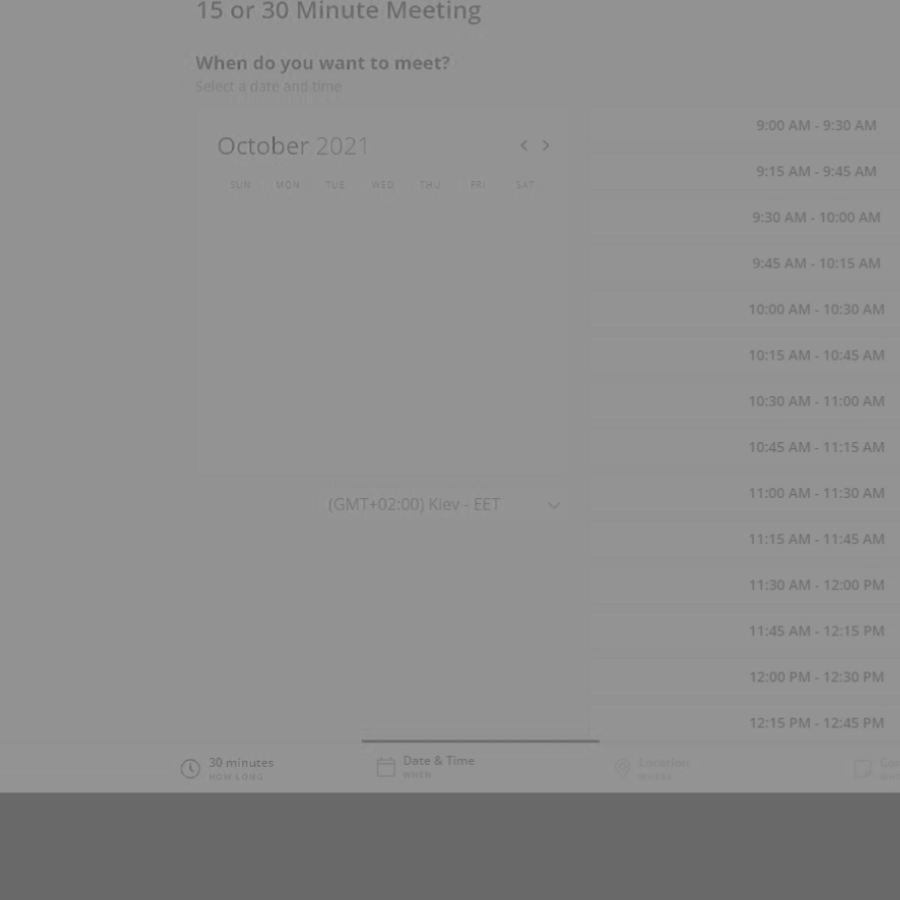 15 or 30 Minute Meeting
When do you want to meet?
Select a date and time
October 2021
SUN MON TUE WED THU FRI SAT
(GMT+02:00) Kiev - EET
9:00 AM - 9:30 AM
9:15 AM - 9:45 AM
9:30 AM - 10:00 AM
9:45 AM - 10:15 AM
10:00 AM - 10:30 AM
10:15 AM - 10:45 AM
10:30 AM - 11:00 AM
10:45 AM - 11:15 AM
11:00 AM - 11:30 AM
11:15 AM - 11:45 AM
11:30 AM - 12:00 PM
11:45 AM - 12:15 PM
12:00 PM - 12:30 PM
12:15 PM - 12:45 PM
30 minutes
HOW LONG
Date & Time
WHEN
Location
WHERE